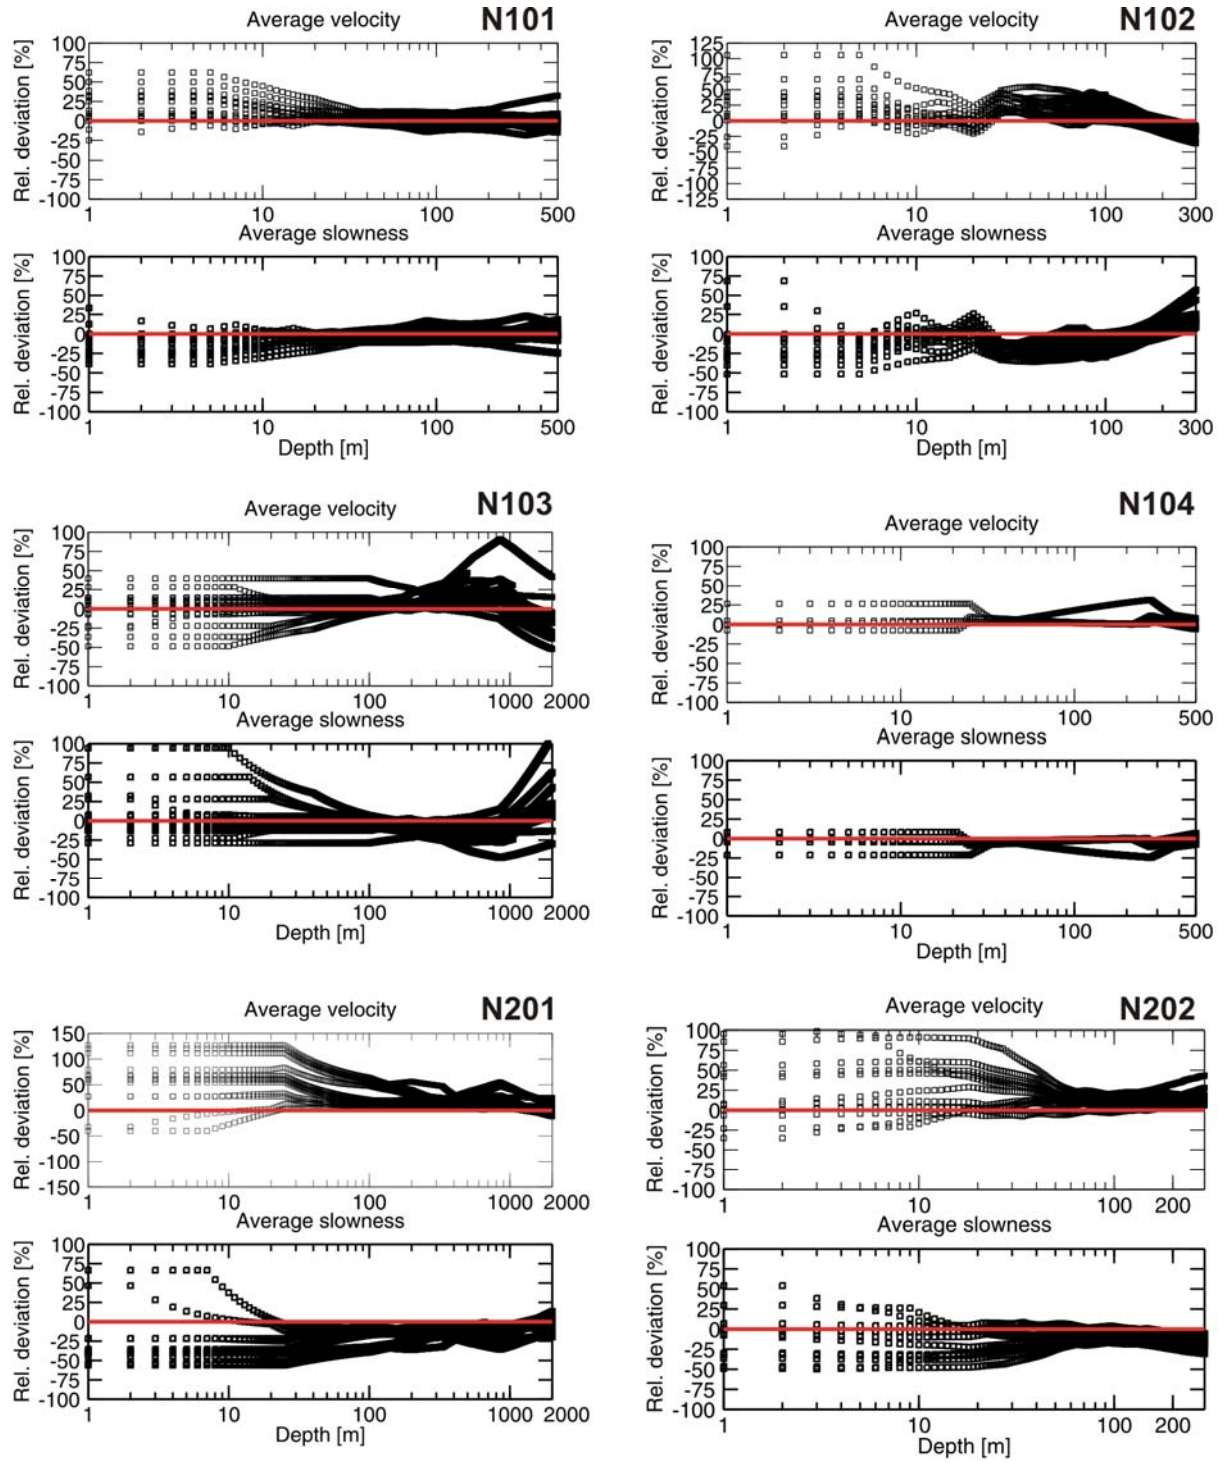 Average velocity N101
Rel. deviation [%]
100
75
50
25
0
-25
-50
-75
-100
1 10 100 500
Average slowness
Rel. deviation [%]
100
75
50
25
0
-25
-50
-75
-100
1 10 100 500
Depth [m]
Average velocity N102
Rel. deviation [%]
125
100
75
50
25
0
-25
-50
-75
-100
-125
1 10 100 300
Average slowness
Rel. deviation [%]
100
75
50
25
0
-25
-50
-75
-100
1 10 100 300
Depth [m]
Average velocity N103
Rel. deviation [%]
100
75
50
25
0
-25
-50
-75
-100
1 10 100 1000 2000
Average slowness
Rel. deviation [%]
100
75
50
25
0
-25
-50
-75
-100
1 10 100 1000 2000
Depth [m]
N104
Average velocity
Rel. deviation [%]
100
75
50
25
0
-25
-50
-75
-100
1 10 100 500
Average slowness
Rel. deviation [%]
100
75
50
25
0
-25
-50
-75
-100
1 10 100 500
Depth [m]
Average velocity N201
Rel. deviation [%]
150
100
50
0
-50
-100
-150
1 10 100 1000 2000
Average slowness
Rel. deviation [%]
100
75
50
25
0
-25
-50
-75
-100
1 10 100 1000 2000
Depth [m]
Average velocity N202
Rel. deviation [%]
100
75
50
25
0
-25
-50
-75
-100
1 10 100 200
Average slowness
Rel. deviation [%]
100
75
50
25
0
-25
-50
-75
-100
1 10 100 200
Depth [m]